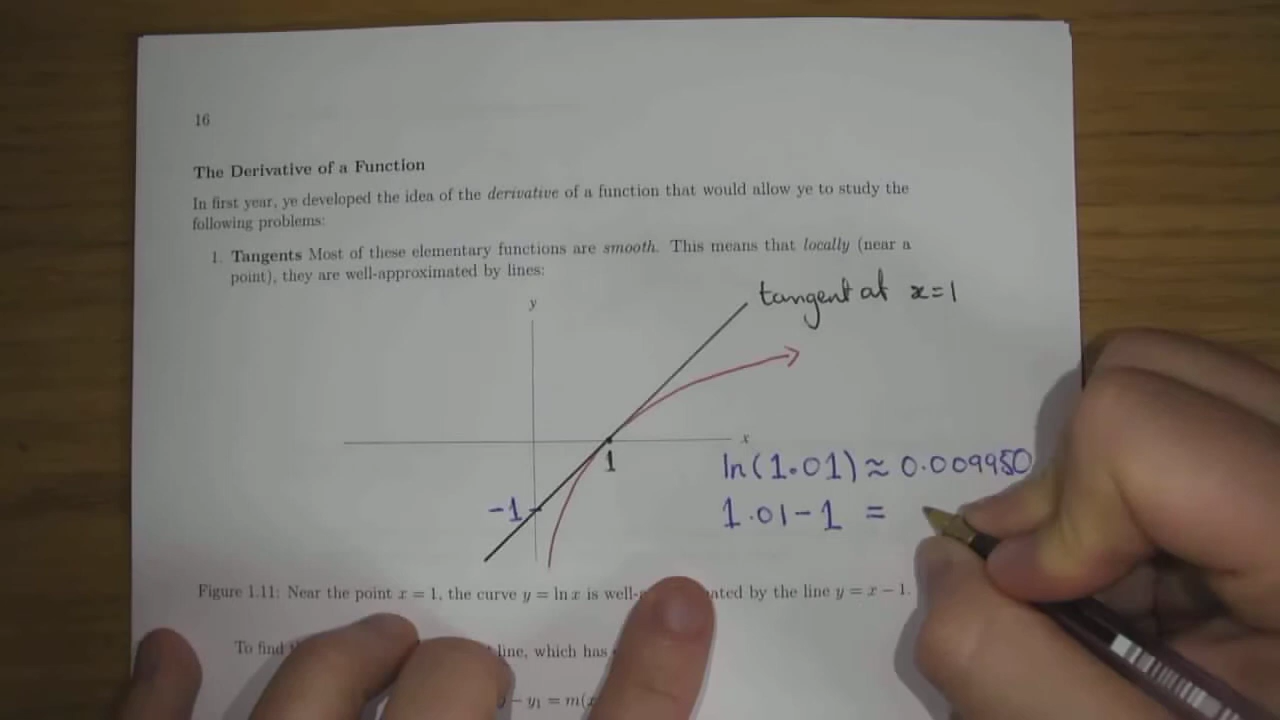 16
The Derivative of a Function
In first year, ye developed the idea of the derivative of a function that would allow ye to study the
following problems:
1. Tangents Most of these elementary functions are smooth. This means that locally (near a
point), they are well-approximated by lines:
y
tangent at x=1
x
1
ln(1.01) ≈ 0.009950
-1
1.01-1 =
Figure 1.11: Near the point x = 1, the curve y = ln x is well- by the line y = x − 1.
To find line, which has
− y₁ = m(x